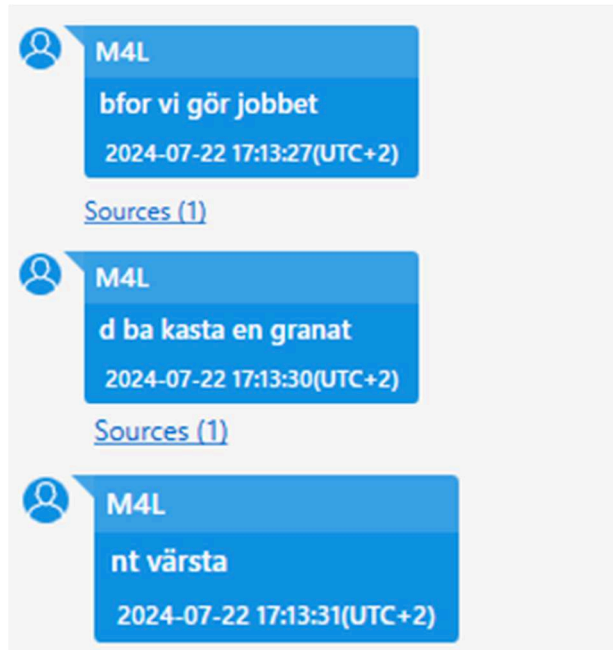 M4L
bfor vi gör jobbet
2024-07-22 17:13:27(UTC+2)
Sources (1)
M4L
d ba kasta en granat
2024-07-22 17:13:30(UTC+2)
Sources (1)
M4L
nt värsta
2024-07-22 17:13:31(UTC+2)